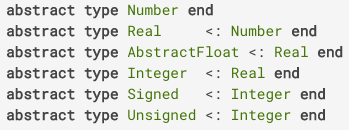 abstract type Number end
abstract type Real     <: Number end
abstract type AbstractFloat <: Real end
abstract type Integer  <: Real end
abstract type Signed   <: Integer end
abstract type Unsigned <: Integer end